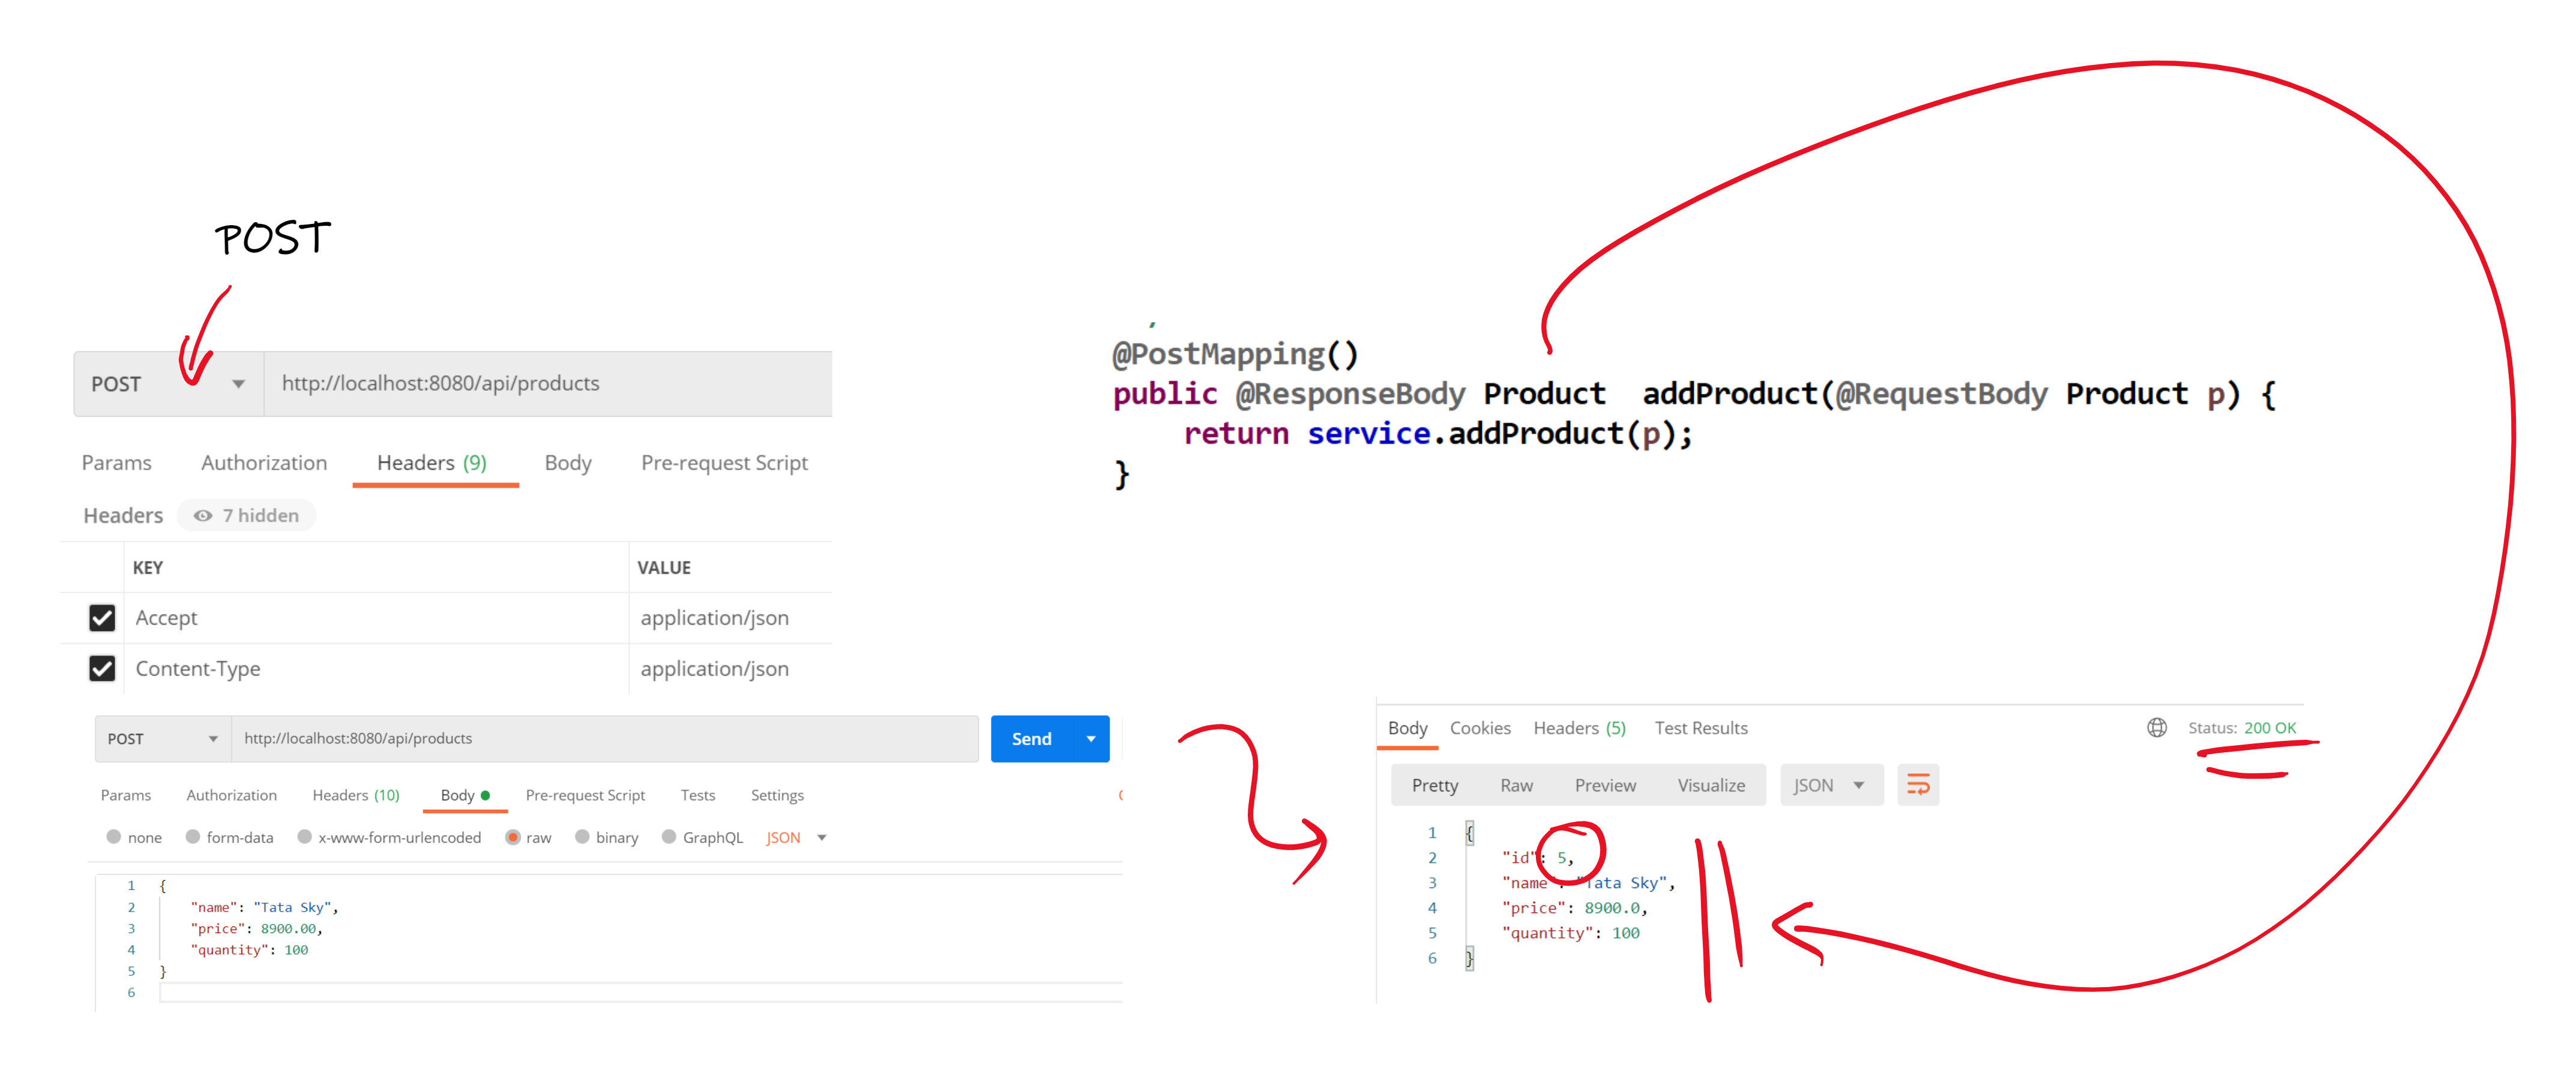 POST
POST http://localhost:8080/api/products
Params Authorization Headers (9) Body Pre-request Script
Headers 7 hidden
KEY VALUE
Accept application/json
Content-Type application/json
@PostMapping()
public @ResponseBody Product addProduct(@RequestBody Product p) {
return service.addProduct(p);
}
POST http://localhost:8080/api/products Send
Params Authorization Headers (10) Body Pre-request Script Tests Settings
none form-data x-www-form-urlencoded raw binary GraphQL JSON
1 {
2 "name": "Tata Sky",
3 "price": 8900.00,
4 "quantity": 100
5 }
6
Body Cookies Headers (5) Test Results Status: 200 OK
Pretty Raw Preview Visualize JSON
1 {
2 "id": 5,
3 "name": "Tata Sky",
4 "price": 8900.0,
5 "quantity": 100
6 }